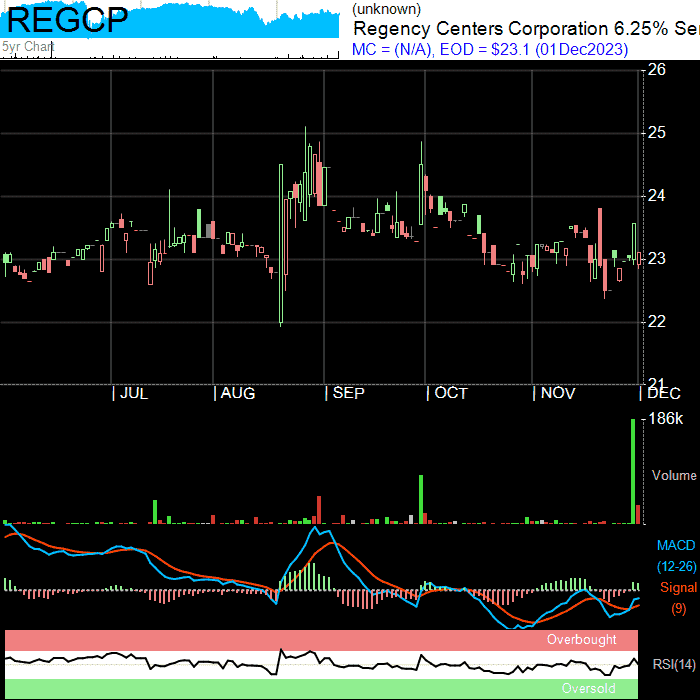 REGCP
(unknown)
Regency Centers Corporation 6.25% Ser
MC = (N/A), EOD = $23.1 (01Dec2023)
5yr Chart
26
25
24
23
22
21
JUL AUG SEP OCT NOV DEC
186k
Volume
MACD
(12-26)
Signal
(9)
Overbought
RSI(14)
Oversold